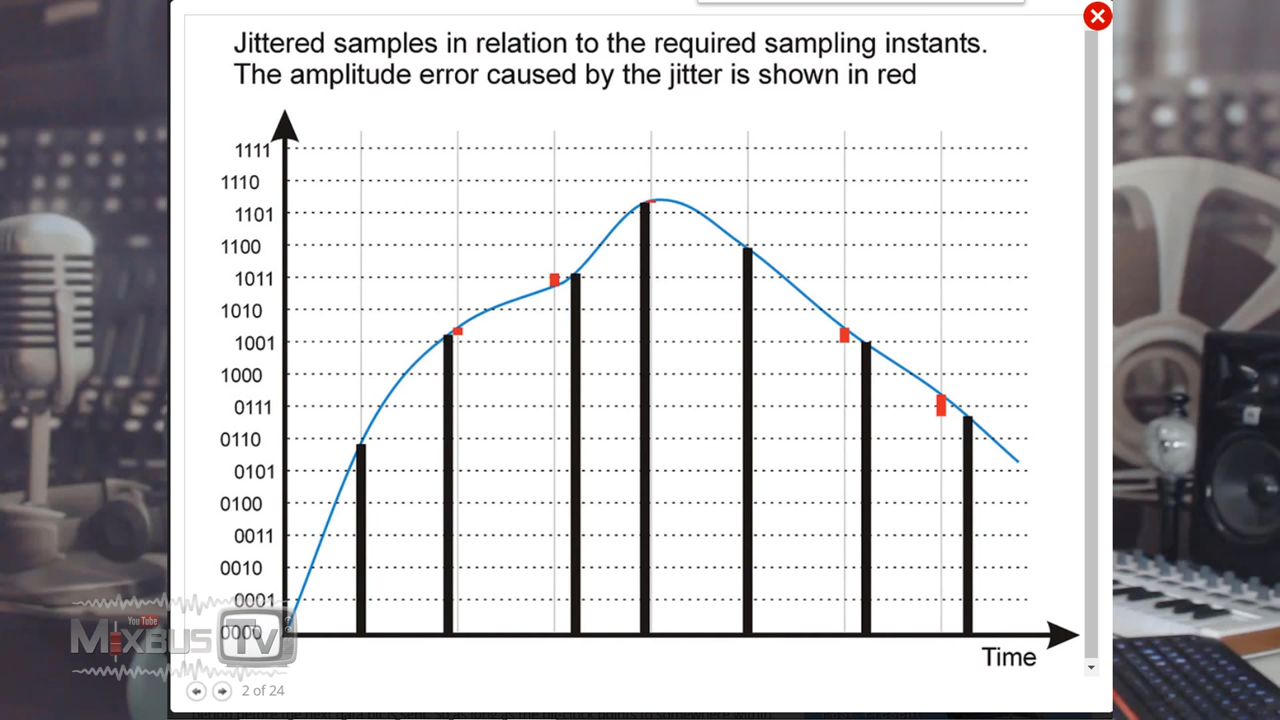 Jittered samples in relation to the required sampling instants.
The amplitude error caused by the jitter is shown in red
1111
1110
1101
1100
1011
1010
1001
1000
0111
0110
0101
0100
0011
0010
0001
0000
Time
You Tube
MixBus TV
2 of 24